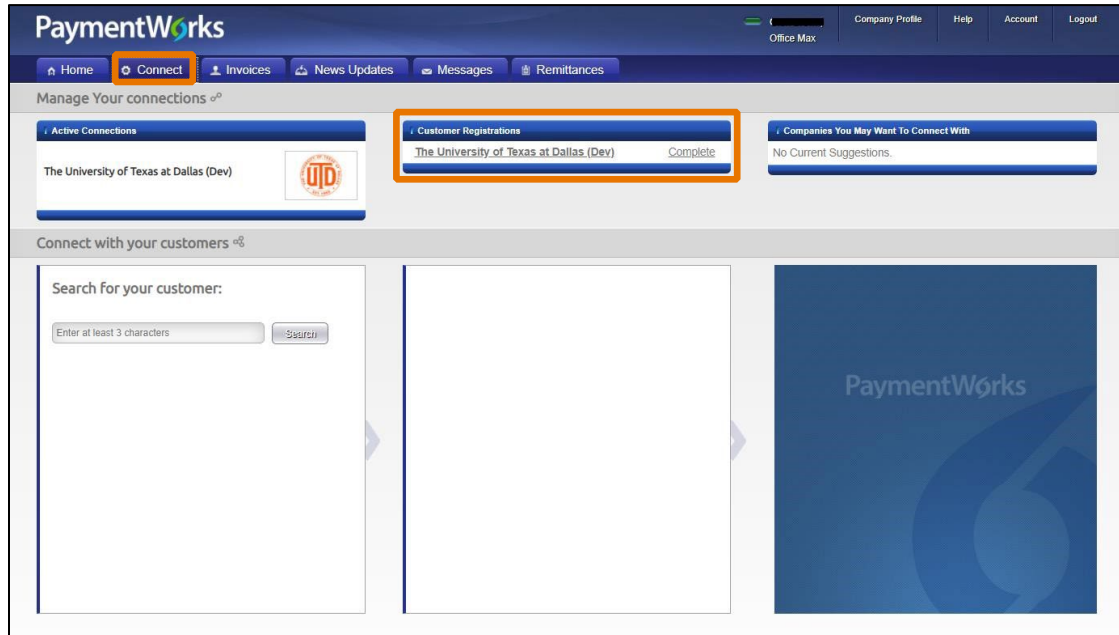 PaymentWorks
Company Profile Help Account Logout
Office Max
Home Connect Invoices News Updates Messages Remittances
Manage Your connections
Active Connections
The University of Texas at Dallas (Dev)
UTD
Customer Registrations
The University of Texas at Dallas (Dev) Complete
Companies You May Want To Connect With
No Current Suggestions.
Connect with your customers
Search for your customer:
Enter at least 3 characters Search
PaymentWorks